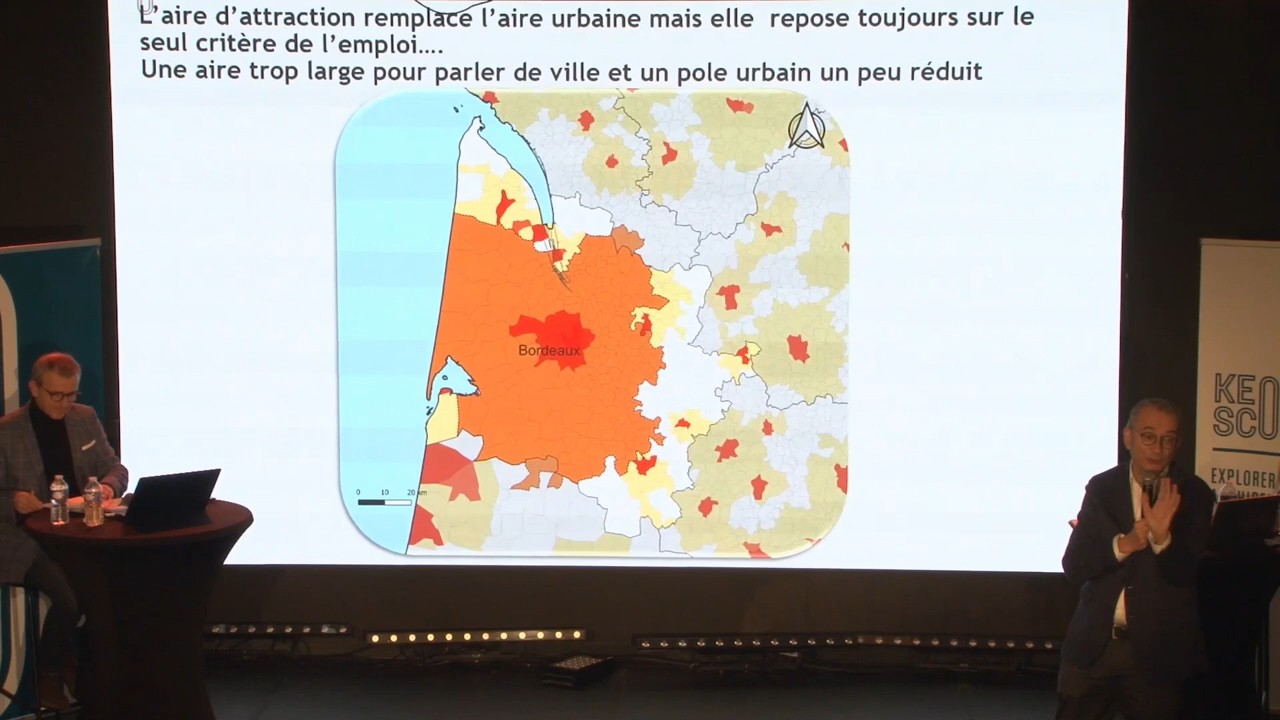 L'aire d'attraction remplace l'aire urbaine mais elle  repose toujours sur le
seul critère de l'emploi....
Une aire trop large pour parler de ville et un pole urbain un peu réduit
Bordeaux
0 10 20 km
KE
SCO
EXPLORER